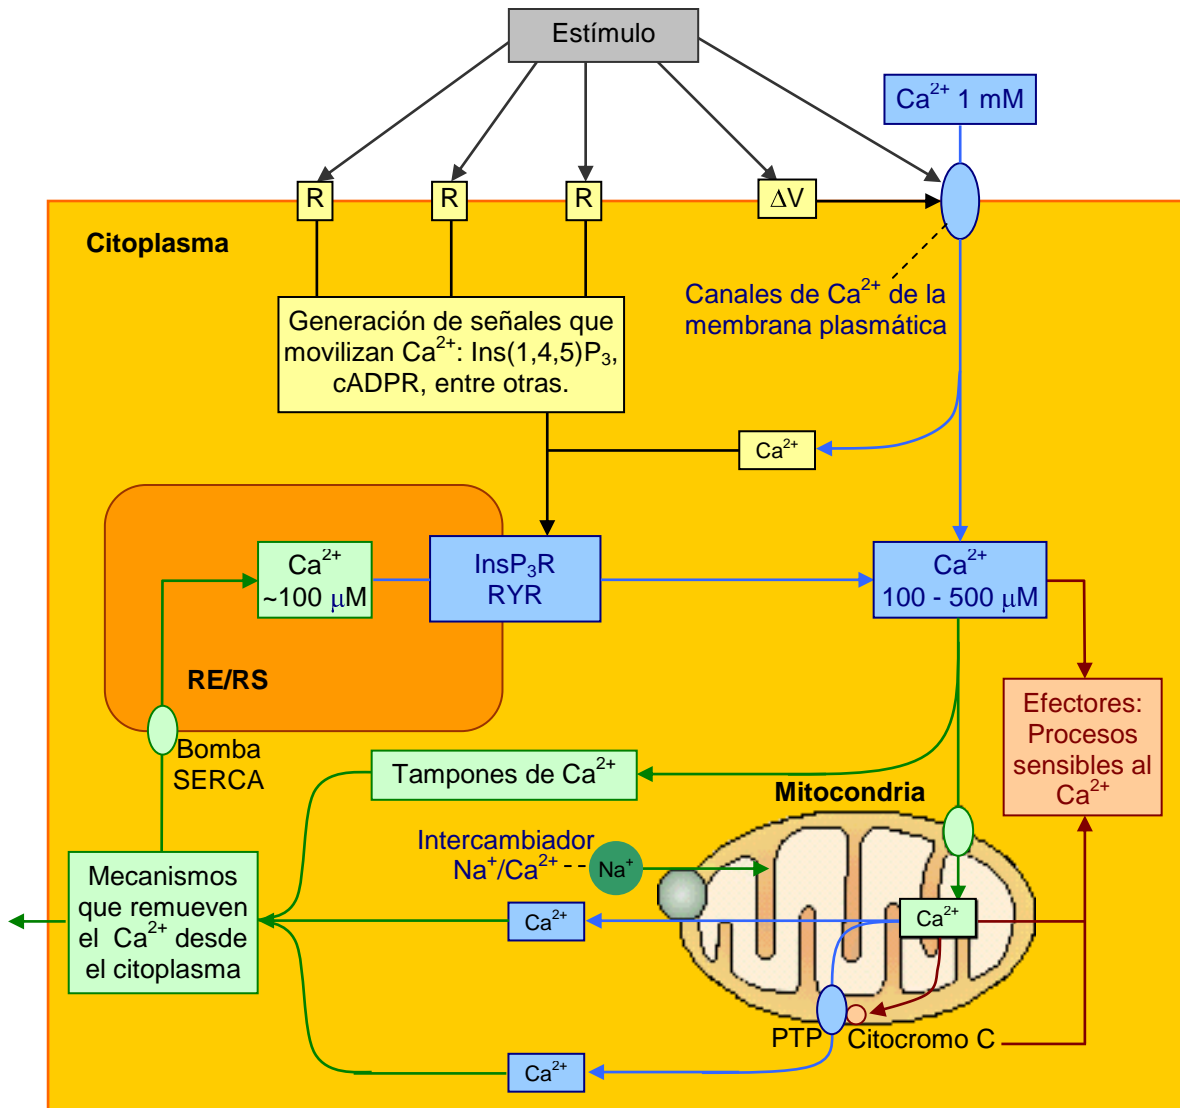 Estímulo
Ca²⁺ 1 mM
R
R
R
ΔV
Citoplasma
Canales de Ca²⁺ de la
membrana plasmática
Generación de señales que
movilizan Ca²⁺: Ins(1,4,5)P₃,
cADPR, entre otras.
Ca²⁺
Ca²⁺
~100 µM
InsP₃R
RYR
Ca²⁺
100 - 500 µM
RE/RS
Bomba
SERCA
Efectores:
Procesos
sensibles al
Ca²⁺
Tampones de Ca²⁺
Mitocondria
Intercambiador
Na⁺/Ca²⁺
Na⁺
Mecanismos
que remueven
el Ca²⁺ desde
el citoplasma
Ca²⁺
Ca²⁺
PTP
Citocromo C
Ca²⁺